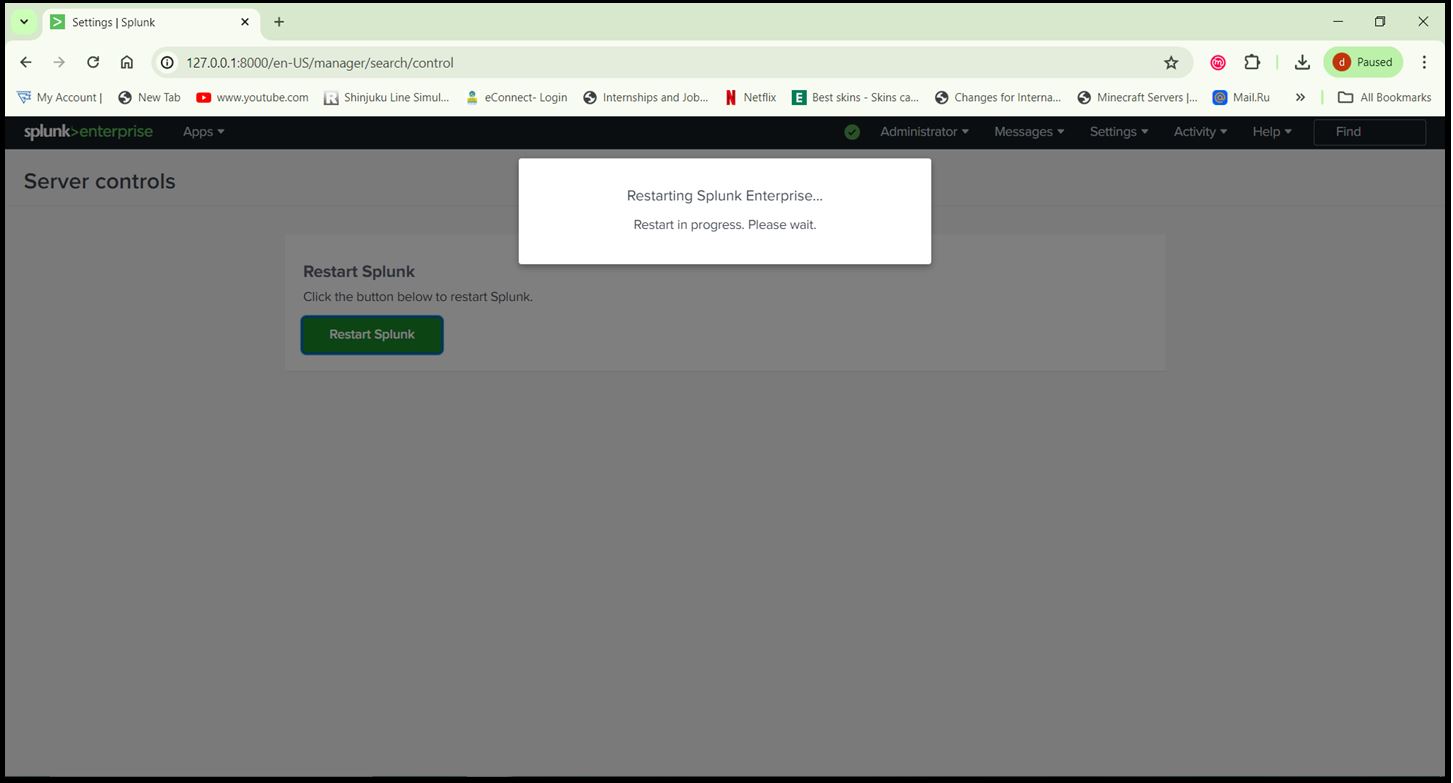 Settings | Splunk
127.0.0.1:8000/en-US/manager/search/control
d Paused
My Account | New Tab www.youtube.com Shinjuku Line Simul... eConnect- Login Internships and Job... Netflix Best skins - Skins ca... Changes for Interna... Minecraft Servers |... Mail.Ru » All Bookmarks
splunk>enterprise Apps Administrator Messages Settings Activity Help Find
Server controls
Restarting Splunk Enterprise...
Restart in progress. Please wait.
Restart Splunk
Click the button below to restart Splunk.
Restart Splunk